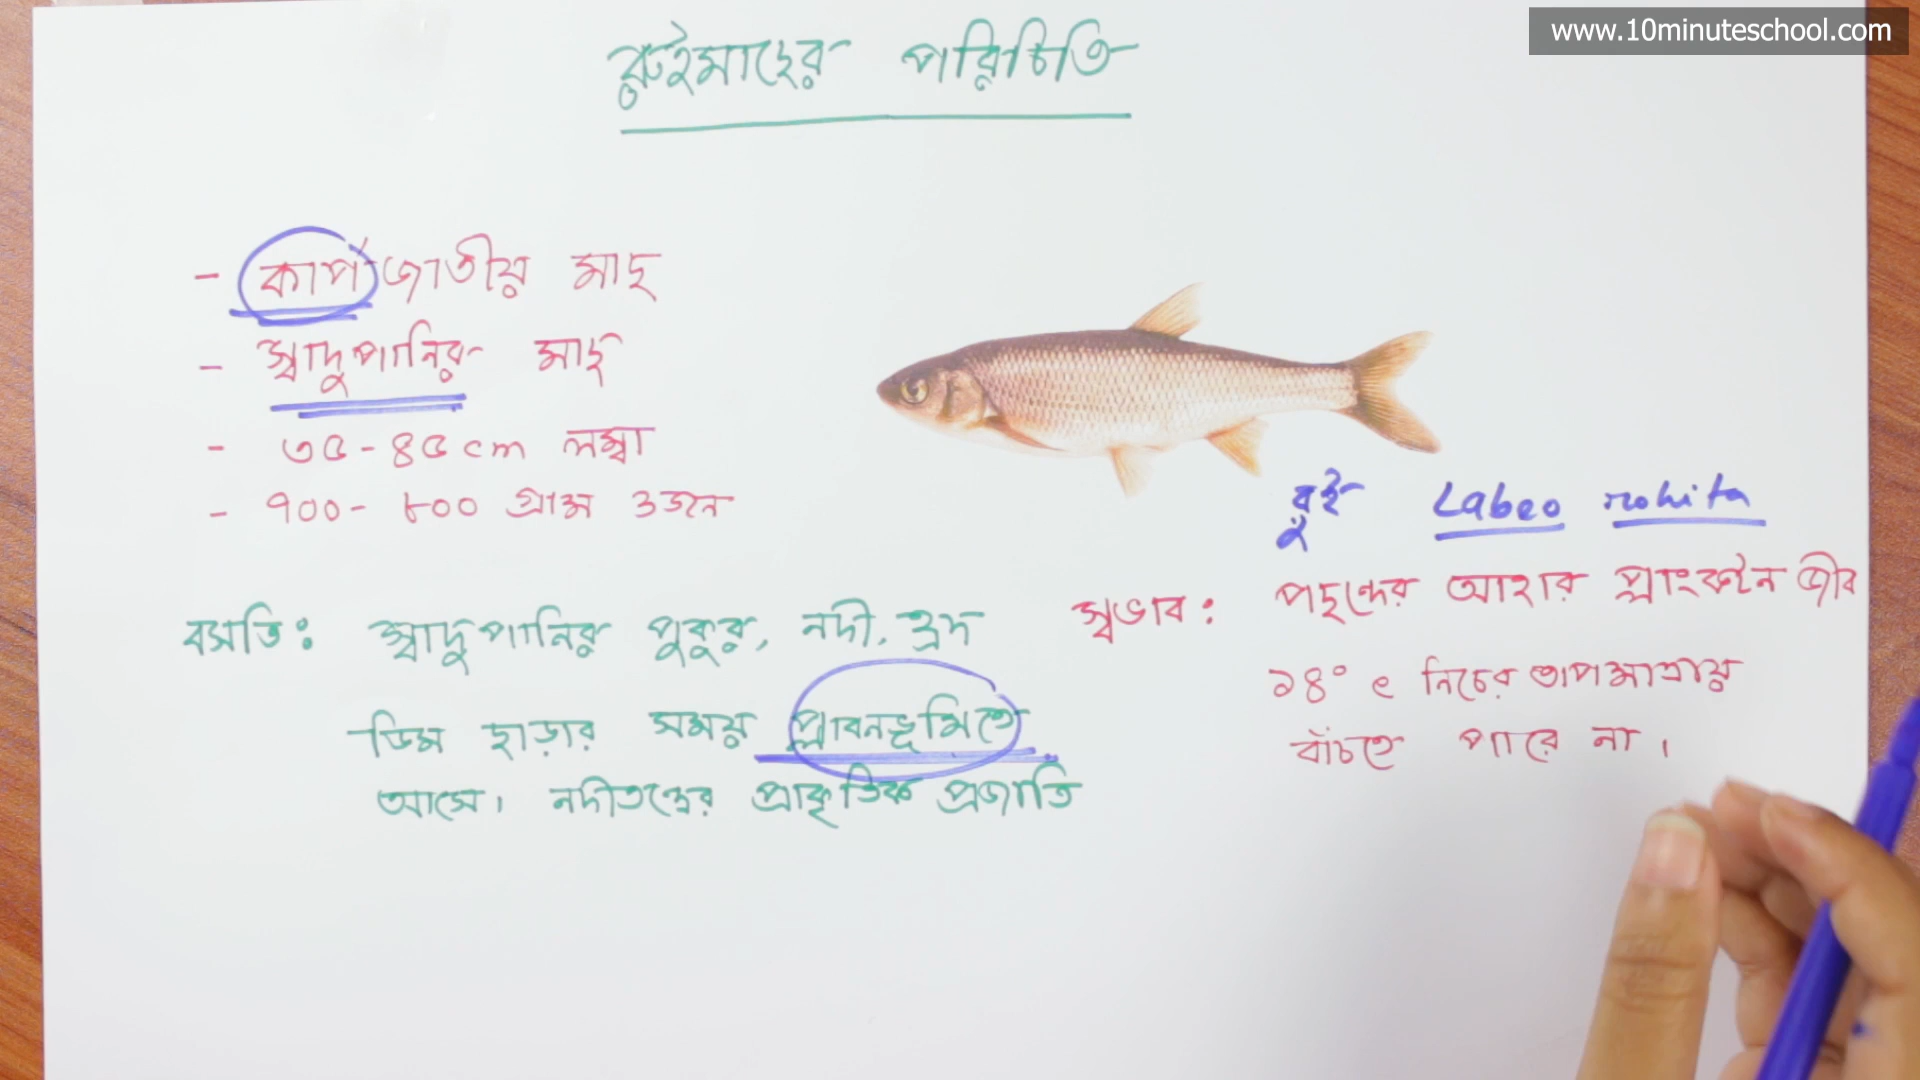 www.10minuteschool.com
রুইমাছের পরিচিতি
- কার্প জাতীয় মাছ
- স্বাদুপানির মাছ
- ৩৫-৪৫ cm লম্বা
- ৭০০- ৮০০ গ্রাম ওজন
রুই Labeo rohita
বসতি: স্বাদুপানির পুকুর, নদী, হ্রদ
ডিম ছাড়ার সময় প্লাবনভূমিতে
আসে। নদীতন্ত্রের প্রাকৃতিক প্রজাতি
স্বভাব: পছন্দের আহার প্লাংকটন জীব
১৪° c নিচের তাপমাত্রায়
বাঁচতে পারে না।